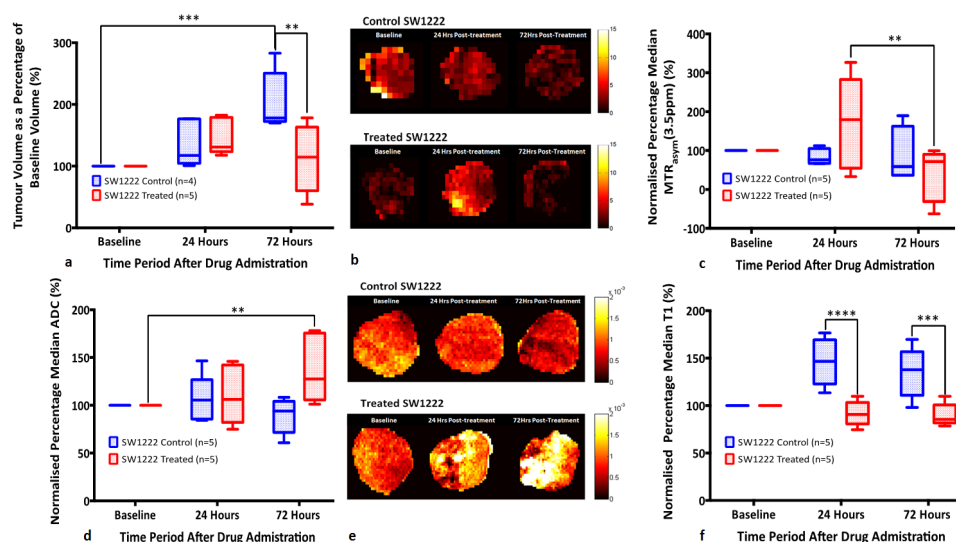 Tumour Volume as a Percentage of
Baseline Volume (%)
300
200
100
0
***
**
SW1222 Control (n=4)
SW1222 Treated (n=5)
Baseline
24 Hours
72 Hours
a
Time Period After Drug Admistration
Control SW1222
Baseline
24 Hrs Post-treatment
72Hrs Post-Treatment
15
10
5
0
Treated SW1222
Baseline
24 Hrs Post-treatment
72Hrs Post-Treatment
15
10
5
0
b
Normalised Percentage Median
MTRasym(3.5ppm) (%)
400
300
200
100
0
-100
**
SW1222 Control (n=5)
SW1222 Treated (n=5)
Baseline
24 Hours
72 Hours
c
Time Period After Drug Admistration
Normalised Percentage Median ADC (%)
200
150
100
50
0
**
SW1222 Control (n=5)
SW1222 Treated (n=5)
Baseline
24 Hours
72 Hours
d
Time Period After Drug Admistration
Control SW1222
Baseline
24 Hrs Post-treatment
72Hrs Post-Treatment
x 10⁻³
2
1.5
1
0.5
0
Treated SW1222
Baseline
24 Hrs Post-treatment
72Hrs Post-Treatment
x 10⁻³
2
1.5
1
0.5
0
e
Normalised Percentage Median T1 (%)
200
150
100
50
0
****
***
SW1222 Control (n=5)
SW1222 Treated (n=5)
Baseline
24 Hours
72 Hours
f
Time Period After Drug Admistration